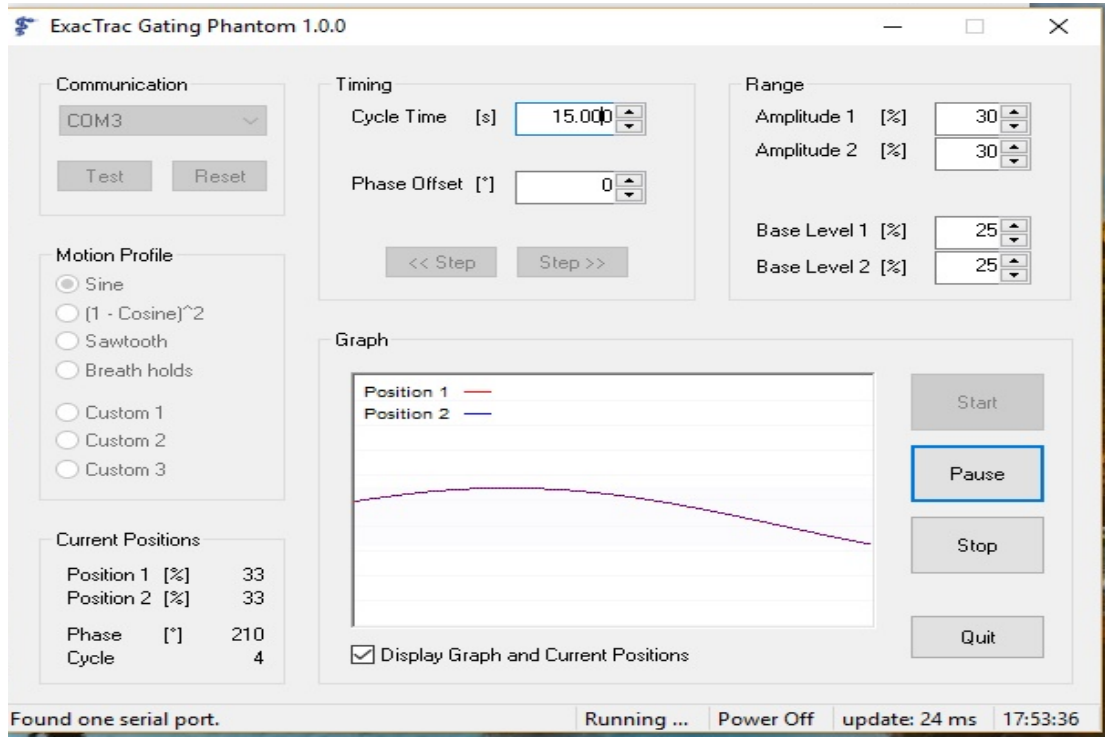 ExacTrac Gating Phantom 1.0.0
Communication
COM3
Test Reset
Motion Profile
Sine
(1 - Cosine)^2
Sawtooth
Breath holds
Custom 1
Custom 2
Custom 3
Current Positions
Position 1 [%] 33
Position 2 [%] 33
Phase [°] 210
Cycle 4
Timing
Cycle Time [s] 15.000
Phase Offset [°] 0
<< Step Step >>
Range
Amplitude 1 [%] 30
Amplitude 2 [%] 30
Base Level 1 [%] 25
Base Level 2 [%] 25
Graph
Position 1
Position 2
Display Graph and Current Positions
Start
Pause
Stop
Quit
Found one serial port. Running ... Power Off update: 24 ms 17:53:36